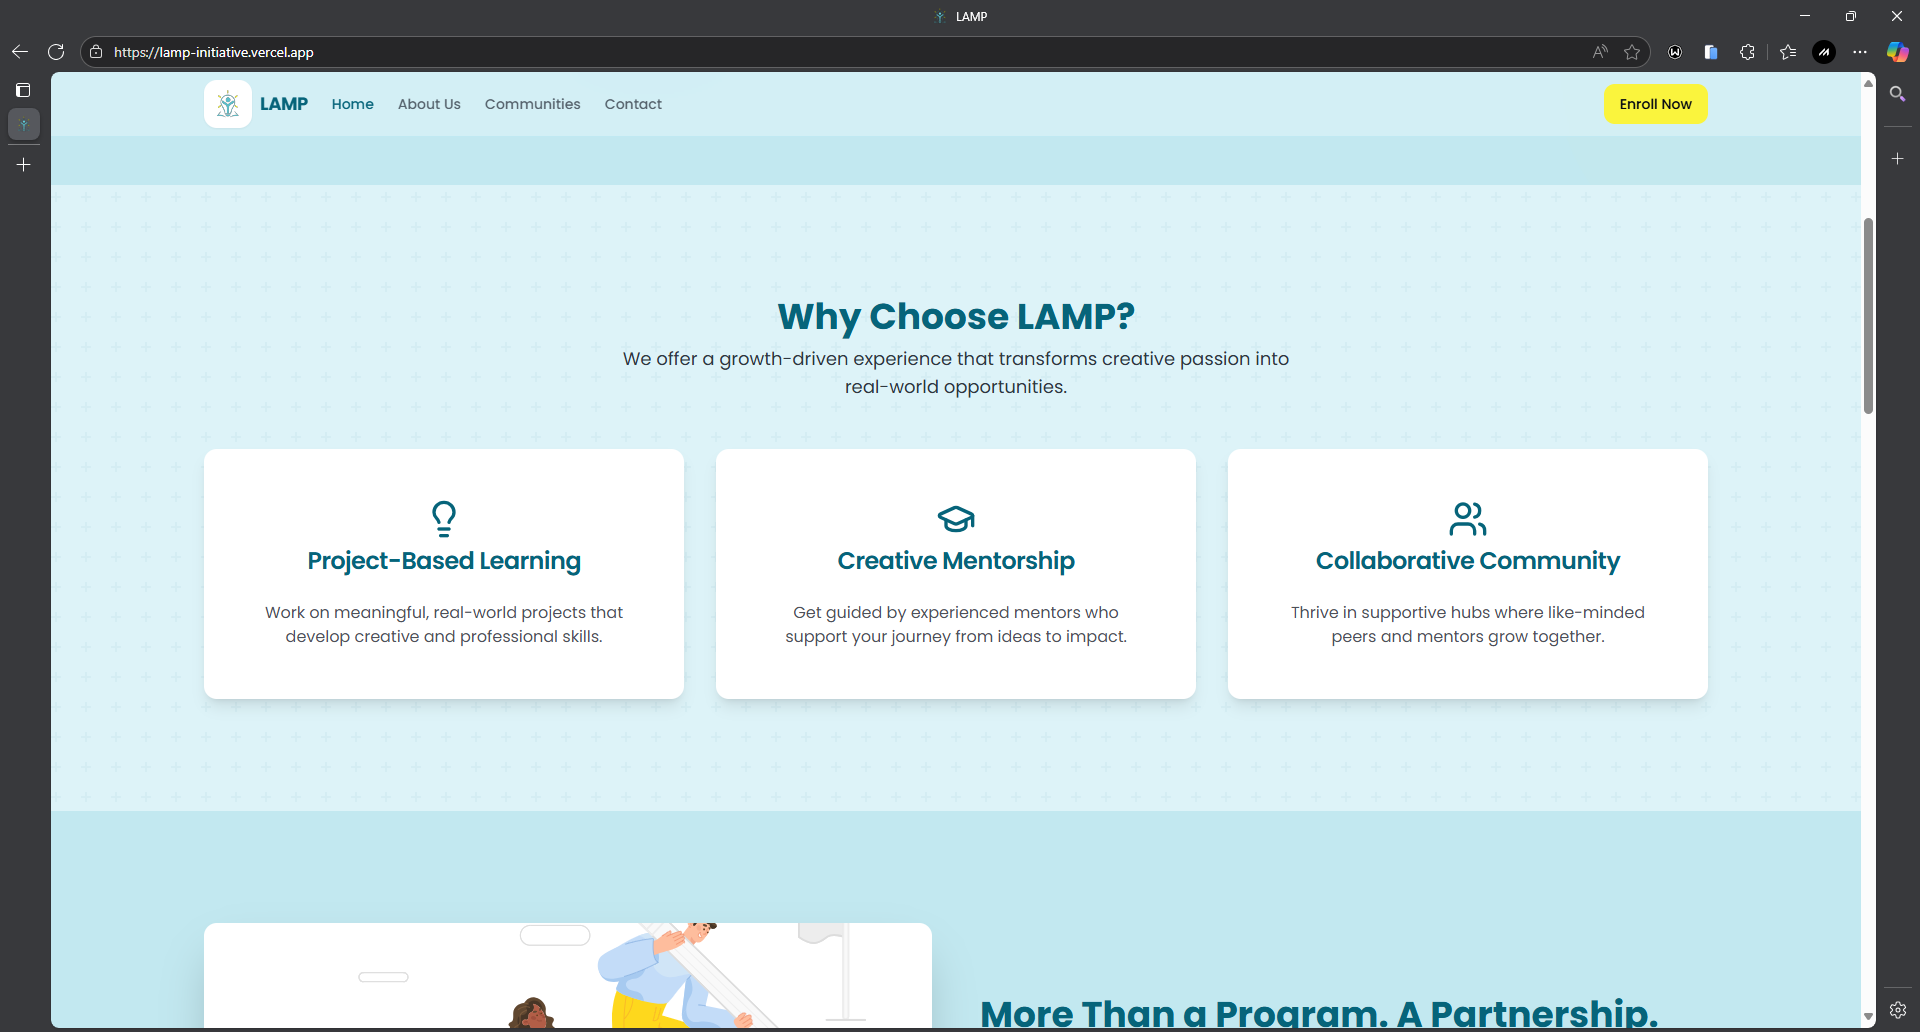 LAMP
https://lamp-initiative.vercel.app
LAMP
Home
About Us
Communities
Contact
Enroll Now
Why Choose LAMP?
We offer a growth-driven experience that transforms creative passion into
real-world opportunities.
Project-Based Learning
Work on meaningful, real-world projects that
develop creative and professional skills.
Creative Mentorship
Get guided by experienced mentors who
support your journey from ideas to impact.
Collaborative Community
Thrive in supportive hubs where like-minded
peers and mentors grow together.
More Than a Program. A Partnership.